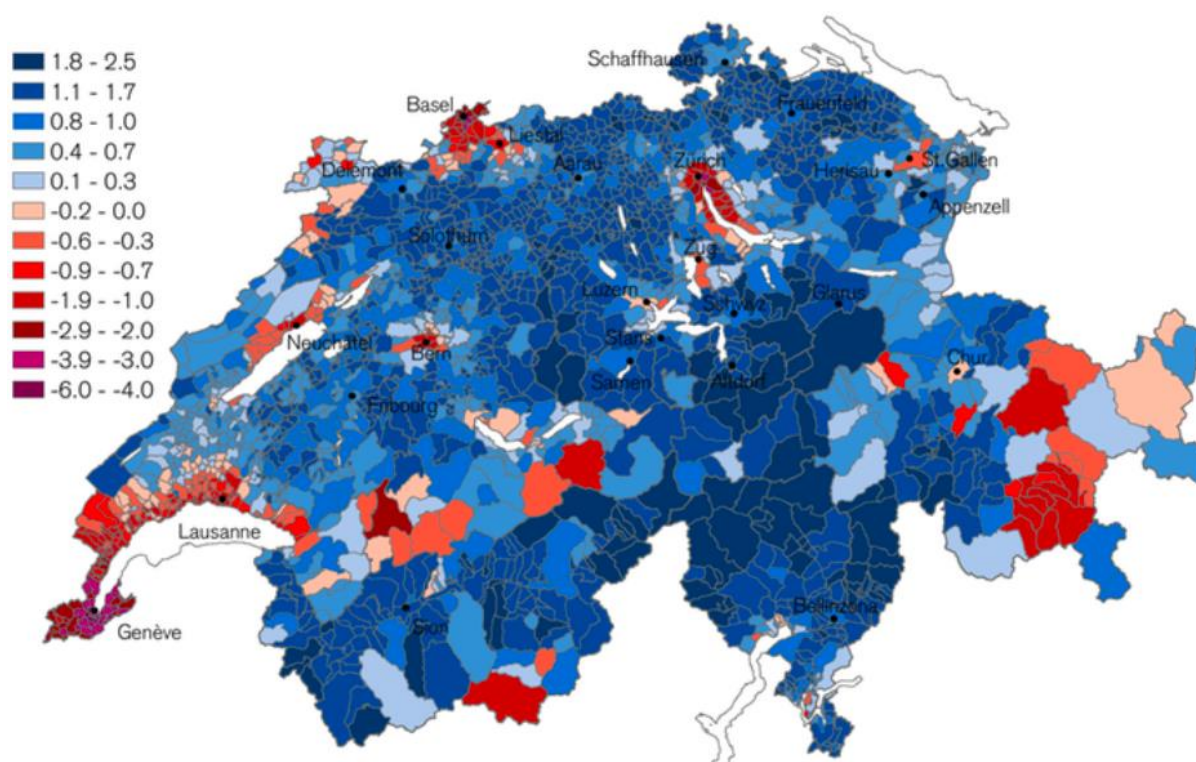 1.8 - 2.5
1.1 - 1.7
0.8 - 1.0
0.4 - 0.7
0.1 - 0.3
-0.2 - 0.0
-0.6 - -0.3
-0.9 - -0.7
-1.9 - -1.0
-2.9 - -2.0
-3.9 - -3.0
-6.0 - -4.0
Schaffhausen
Basel
Frauenfeld
Liestal
Aarau
Zürich
St.Gallen
Delémont
Herisau
Appenzell
Solothurn
Zug
Luzern
Schwyz
Glarus
Neuchâtel
Bern
Stans
Sarnen
Altdorf
Chur
Fribourg
Lausanne
Bellinzona
Sion
Genève